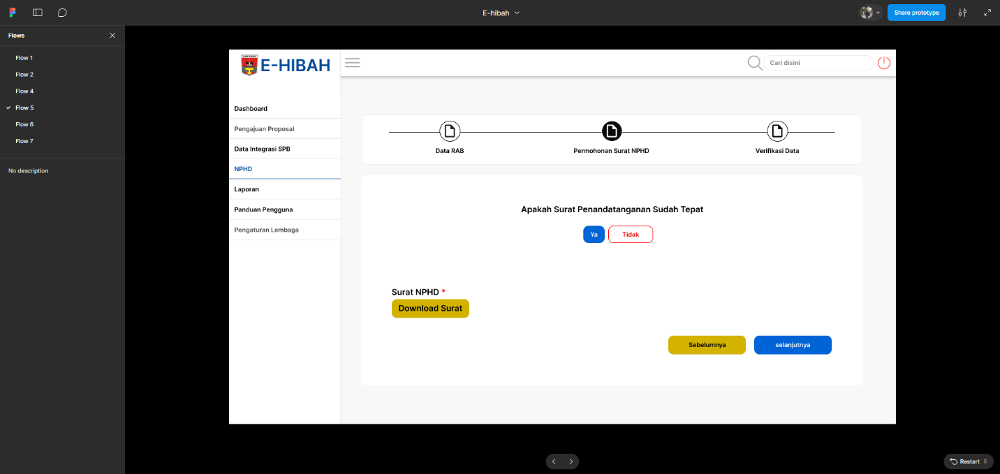 E-hibah
Share prototype
Flows
Flow 1
Flow 2
Flow 4
Flow 5
Flow 6
Flow 7
No description
E-HIBAH
Cari disini
Dashboard
Pengajuan Proposal
Data Integrasi SPB
NPHD
Laporan
Panduan Pengguna
Pengaturan Lembaga
Data RAB
Permohonan Surat NPHD
Verifikasi Data
Apakah Surat Penandatanganan Sudah Tepat
Ya
Tidak
Surat NPHD *
Download Surat
Sebelumnya
selanjutnya
Restart R